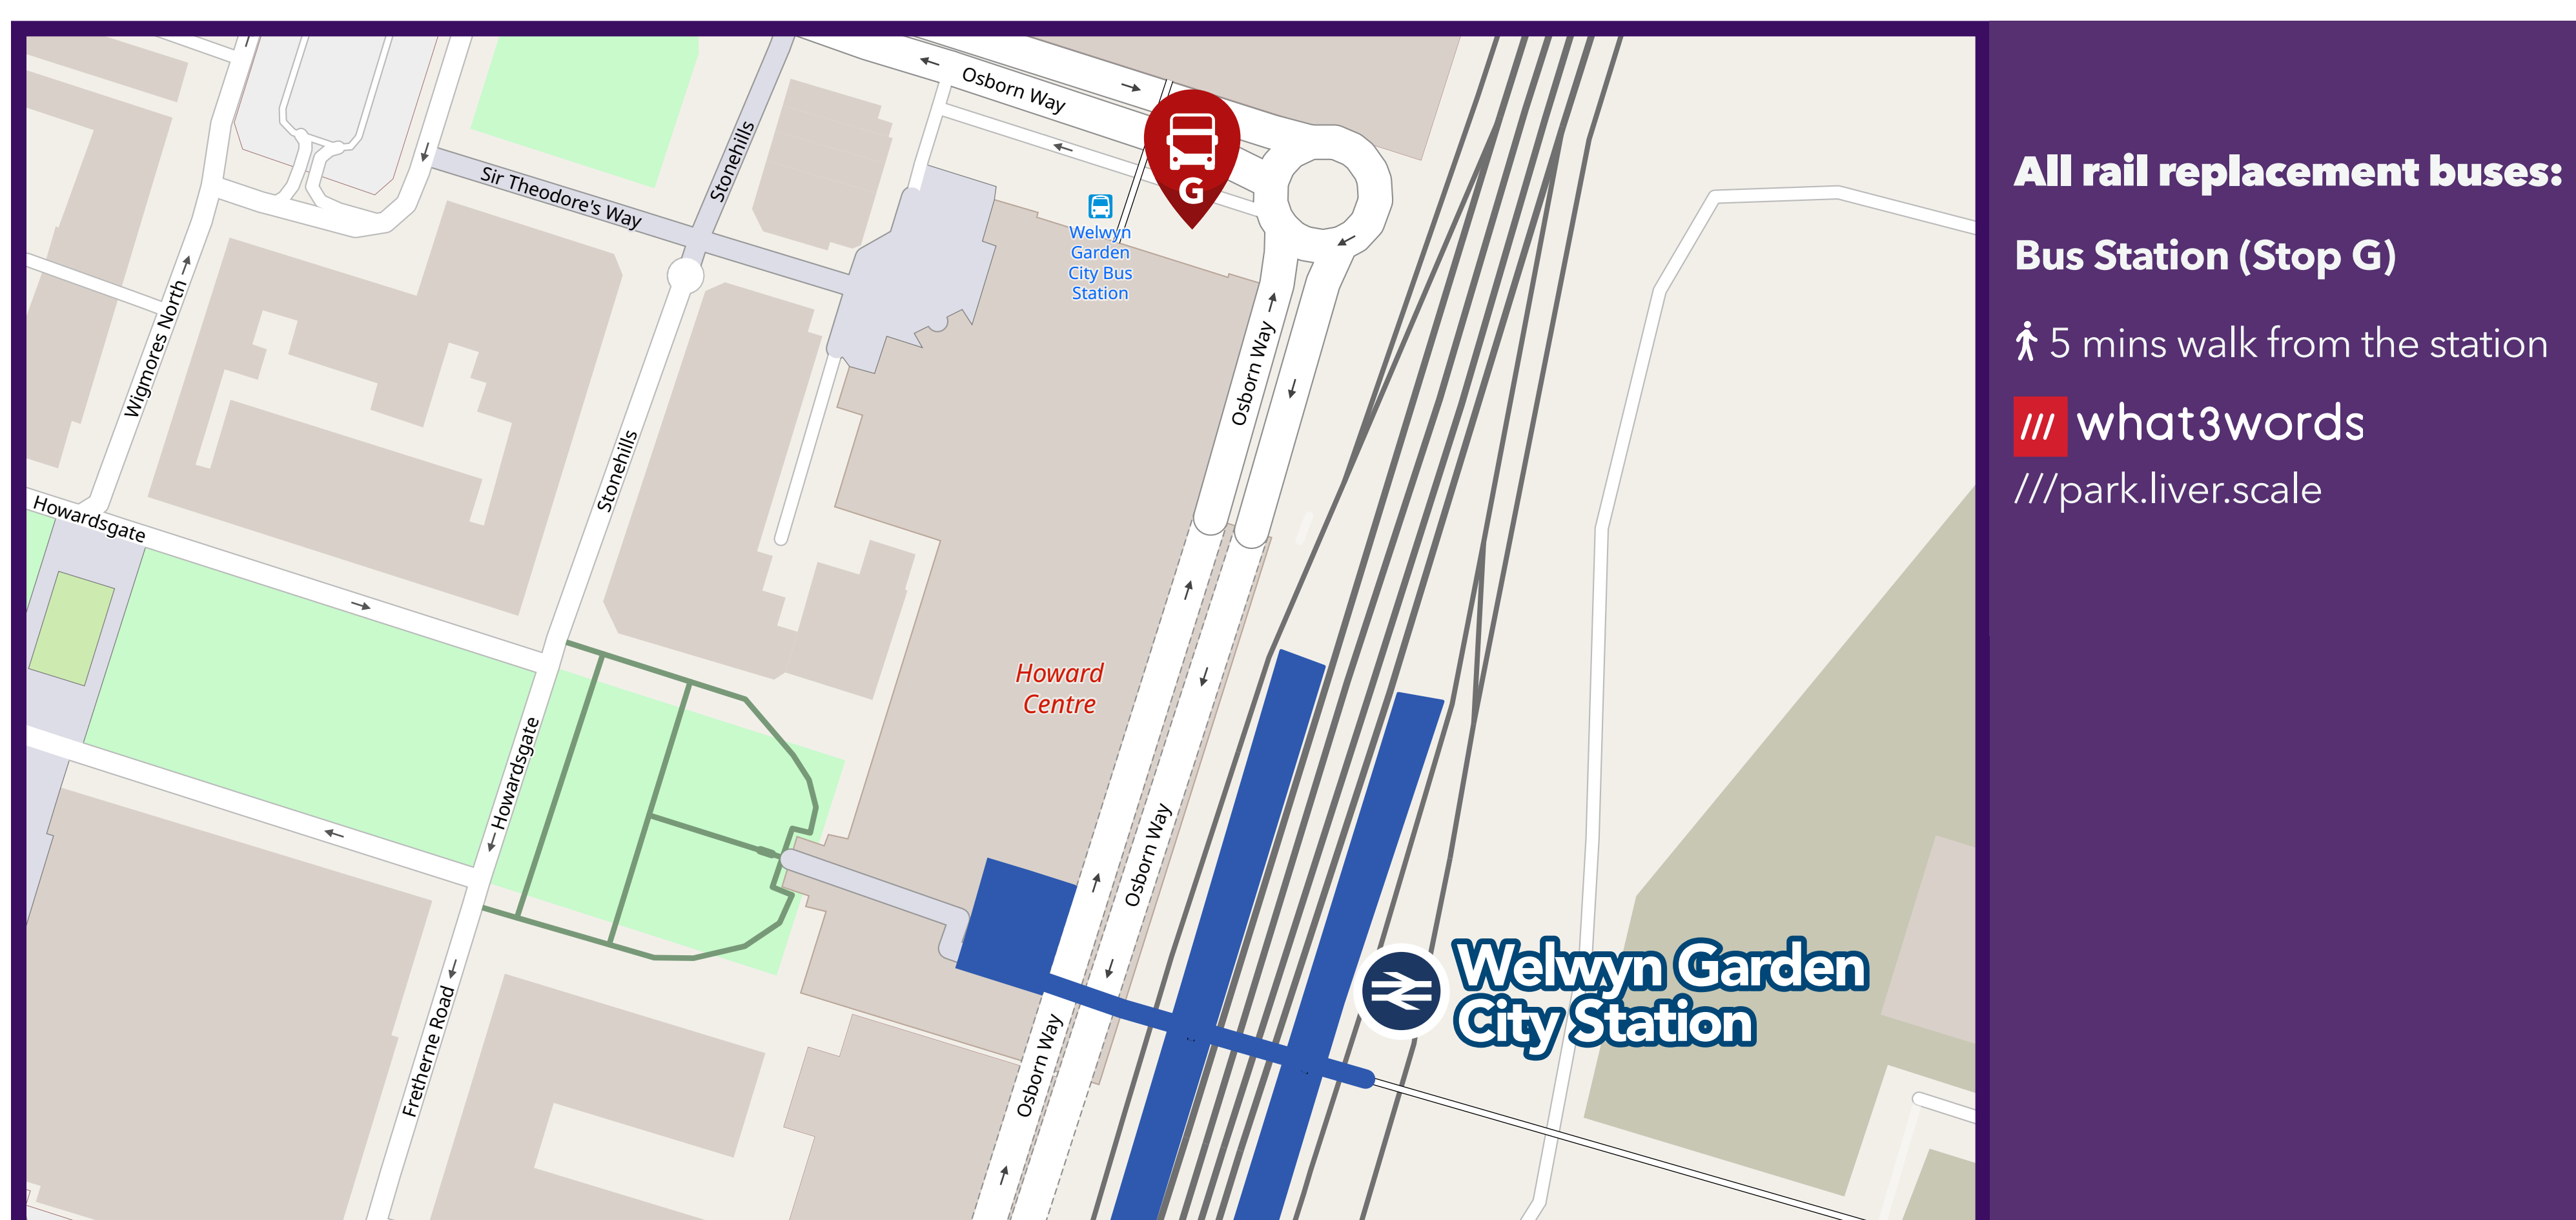 Osborn Way
Stonehills
Sir Theodore's Way
G
Welwyn
Garden
City Bus
Station
Wigmores North
Osborn Way
Stonehills
Howardsgate
Howard
Centre
Howardsgate
Osborn Way
Fretherne Road
Osborn Way
Welwyn Garden
City Station
All rail replacement buses:
Bus Station (Stop G)
5 mins walk from the station
/// what3words
///park.liver.scale